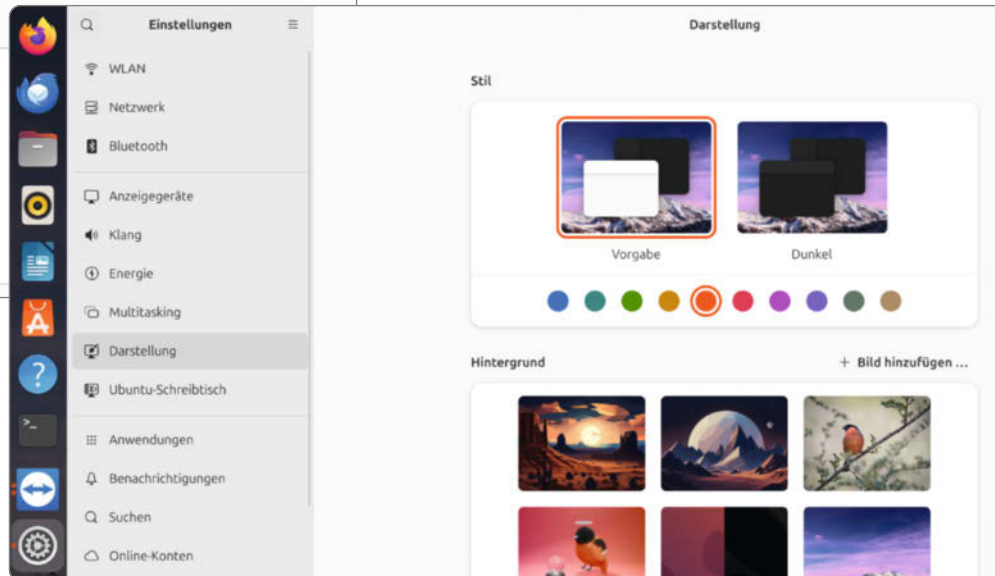 Einstellungen
WLAN
Netzwerk
Bluetooth
Anzeigegeräte
Klang
Energie
Multitasking
Darstellung
Ubuntu-Schreibtisch
Anwendungen
Benachrichtigungen
Suchen
Online-Konten
Darstellung
Stil
Vorgabe
Dunkel
Hintergrund
+ Bild hinzufügen ...